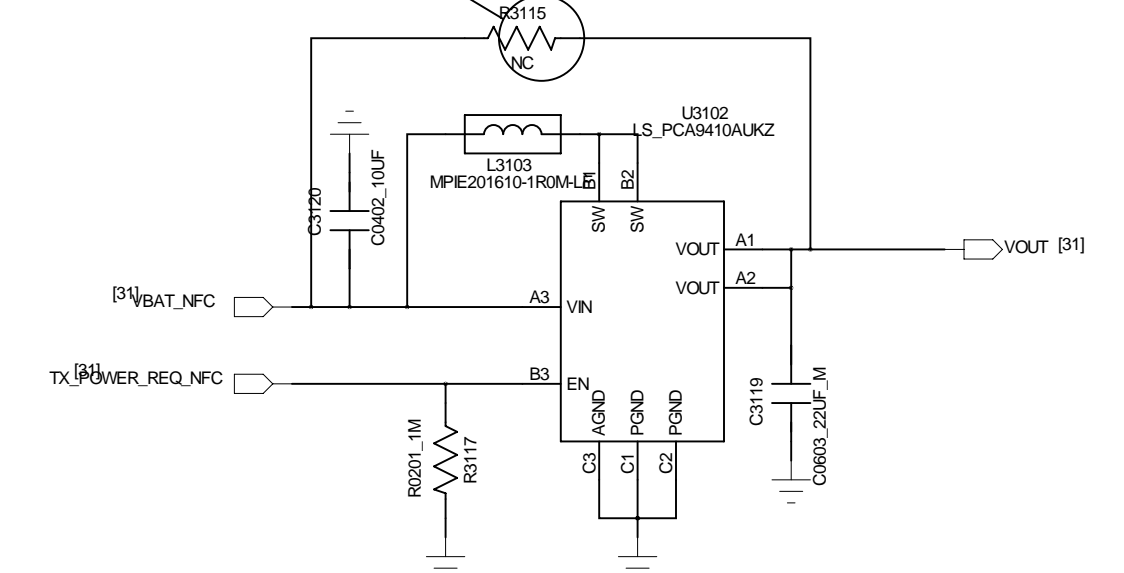 R3115
NC
U3102
LS_PCA9410AUKZ
L3103
MPIE201610-1R0M-LF
B1
B2
C3120
C0402_10UF
SW
SW
VOUT
A1
VOUT [31]
VOUT
A2
[31]
VBAT_NFC
A3
VIN
[31]
TX_POWER_REQ_NFC
B3
EN
AGND
PGND
PGND
C3119
C0603_22UF_M
R0201_1M
R3117
C3
C1
C2